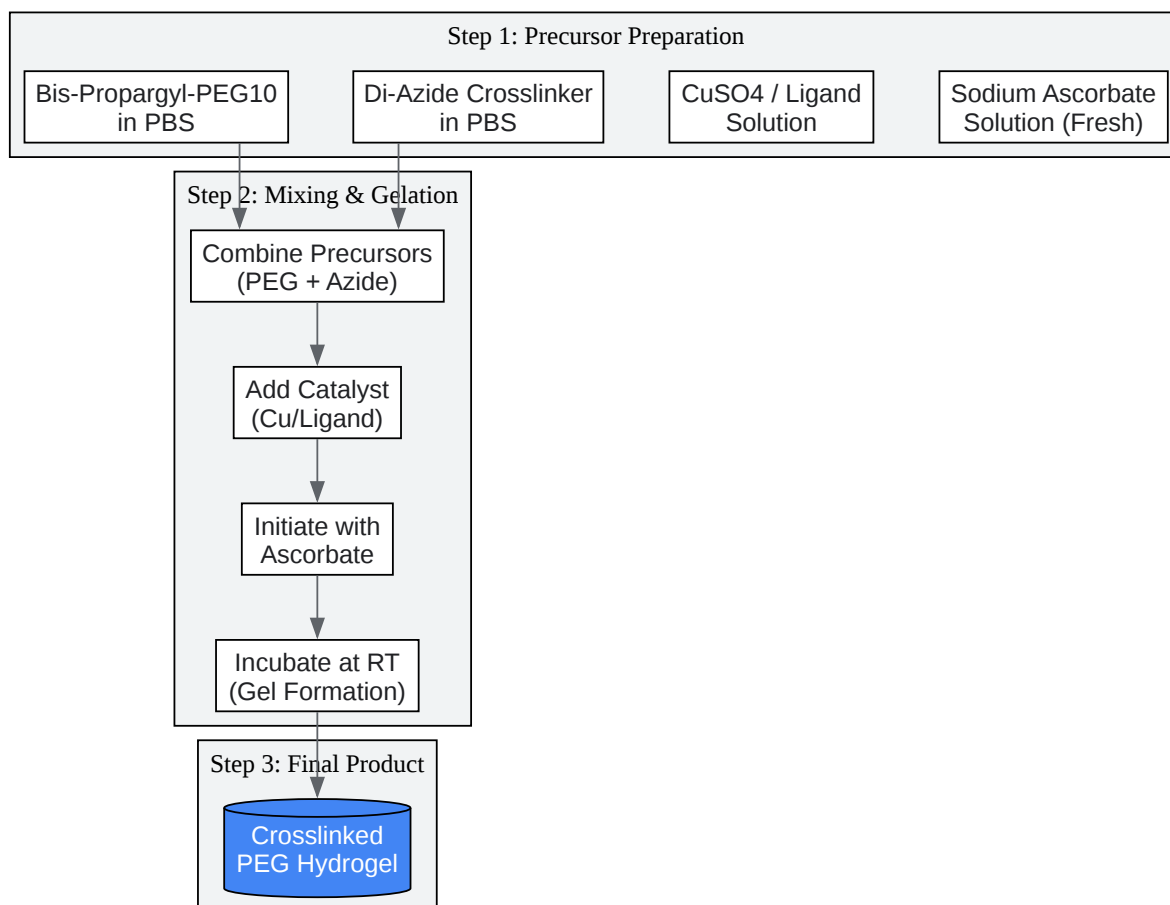 Step 1: Precursor Preparation
Bis-Propargyl-PEG10
in PBS
Di-Azide Crosslinker
in PBS
CuSO4 / Ligand
Solution
Sodium Ascorbate
Solution (Fresh)
Step 2: Mixing & Gelation
Combine Precursors
(PEG + Azide)
Add Catalyst
(Cu/Ligand)
Initiate with
Ascorbate
Incubate at RT
(Gel Formation)
Step 3: Final Product
Crosslinked
PEG Hydrogel